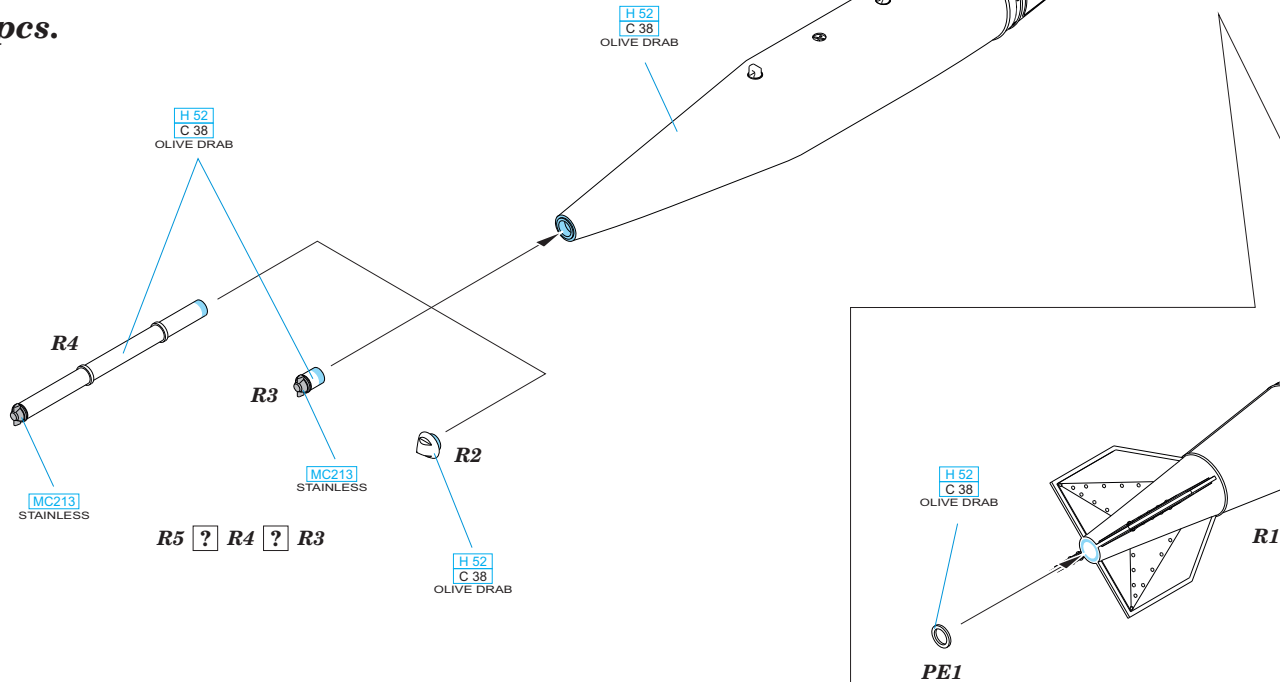 pcs.
H 52
C 38
OLIVE DRAB
H 52
C 38
OLIVE DRAB
R4
R3
R2
MC213
STAINLESS
MC213
STAINLESS
R5 ? R4 ? R3
H 52
C 38
OLIVE DRAB
H 52
C 38
OLIVE DRAB
R1
PE1